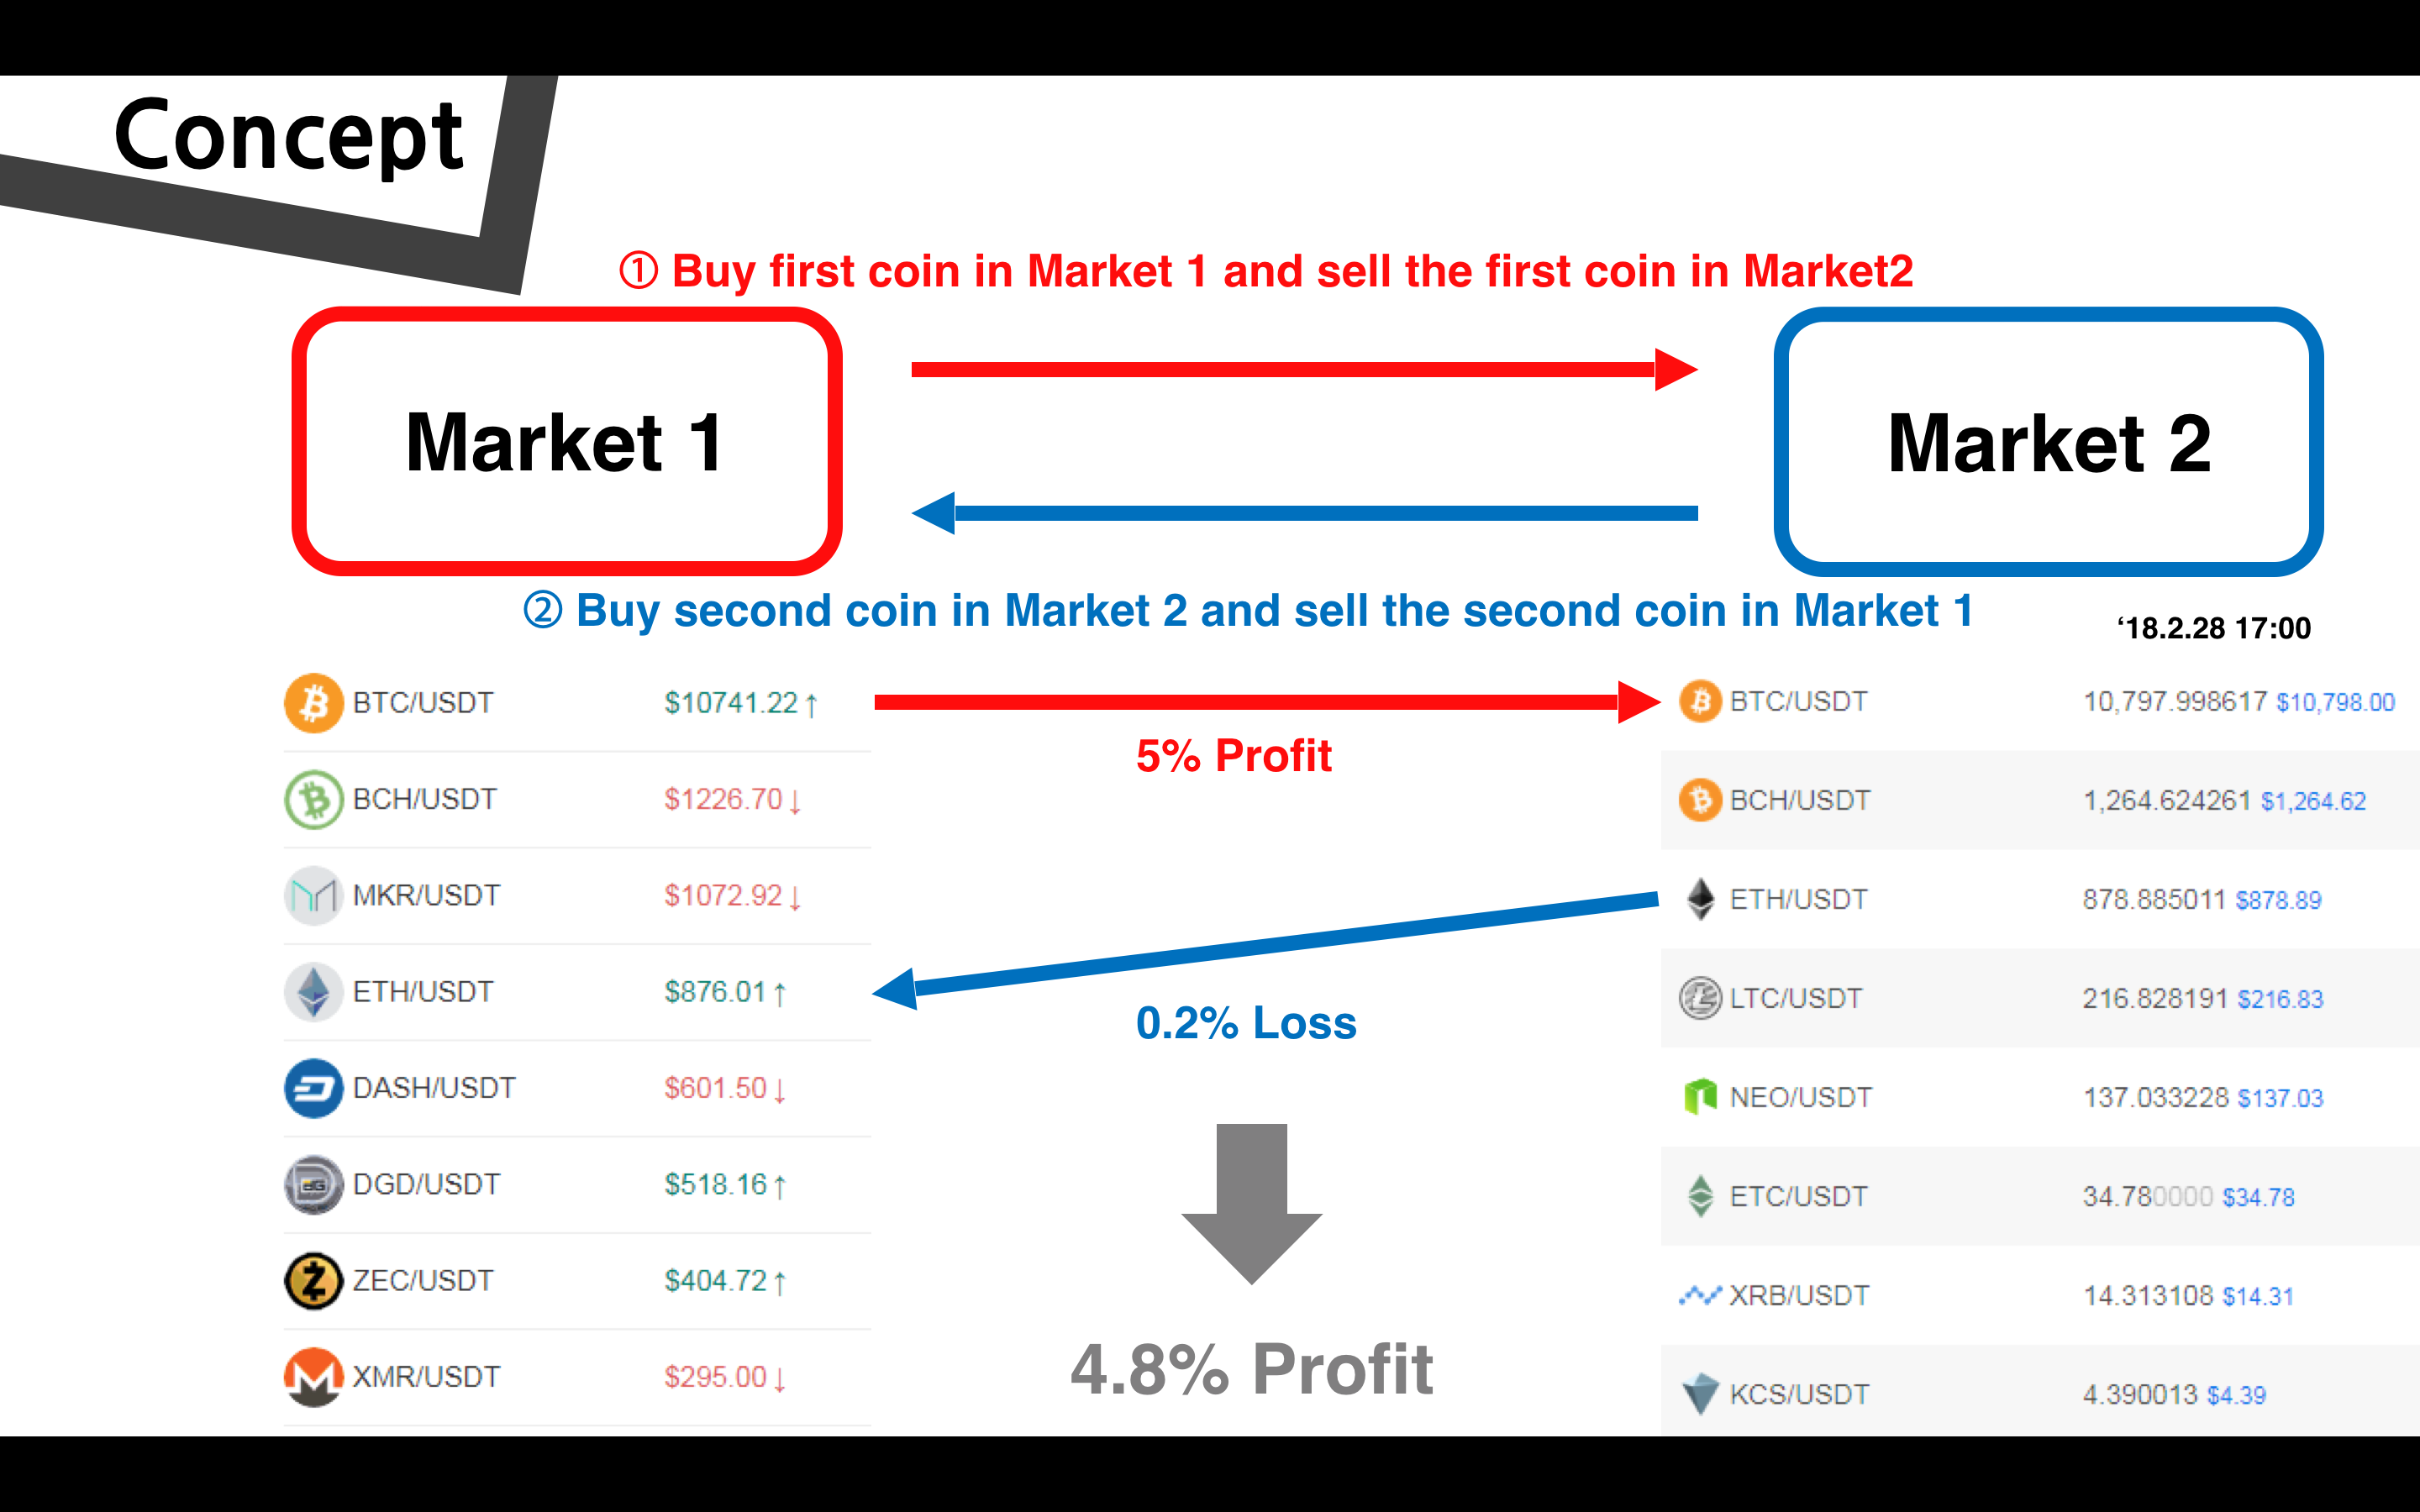 Concept
① Buy first coin in Market 1 and sell the first coin in Market2
Market 1
Market 2
② Buy second coin in Market 2 and sell the second coin in Market 1
‘18.2.28 17:00
BTC/USDT $10741.22 ↑
BCH/USDT $1226.70 ↓
MKR/USDT $1072.92 ↓
ETH/USDT $876.01 ↑
DASH/USDT $601.50 ↓
DGD/USDT $518.16 ↑
ZEC/USDT $404.72 ↑
XMR/USDT $295.00 ↓
5% Profit
0.2% Loss
4.8% Profit
BTC/USDT 10,797.998617 $10,798.00
BCH/USDT 1,264.624261 $1,264.62
ETH/USDT 878.885011 $878.89
LTC/USDT 216.828191 $216.83
NEO/USDT 137.033228 $137.03
ETC/USDT 34.780000 $34.78
XRB/USDT 14.313108 $14.31
KCS/USDT 4.390013 $4.39